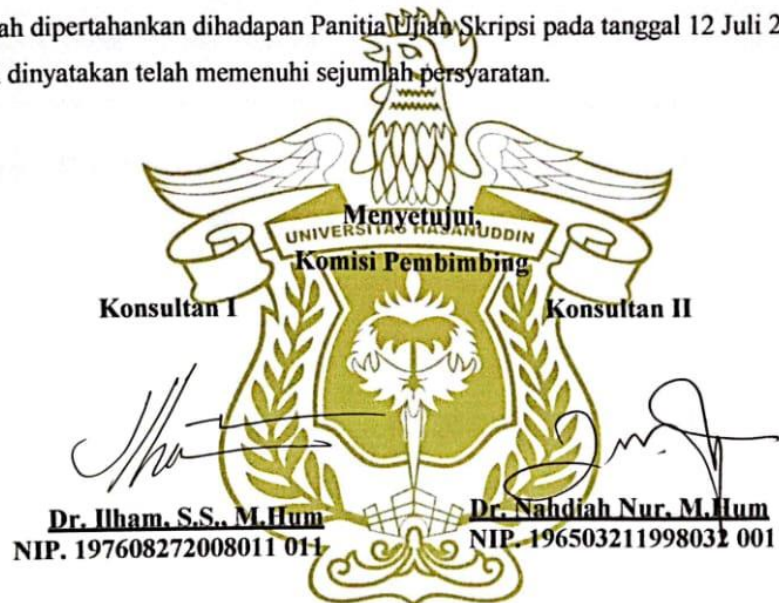 ah dipertahankan dihadapan Panitia Ujian Skripsi pada tanggal 12 Juli 2
dinyatakan telah memenuhi sejumlah persyaratan.
Menyetujui,
UNIVERSITAS HASANUDDIN
Komisi Pembimbing
Konsultan I
Konsultan II
Dr. Ilham, S.S., M.Hum
Dr. Nahdiah Nur, M.Hum
NIP. 197608272008011 011
NIP. 196503211998032 001